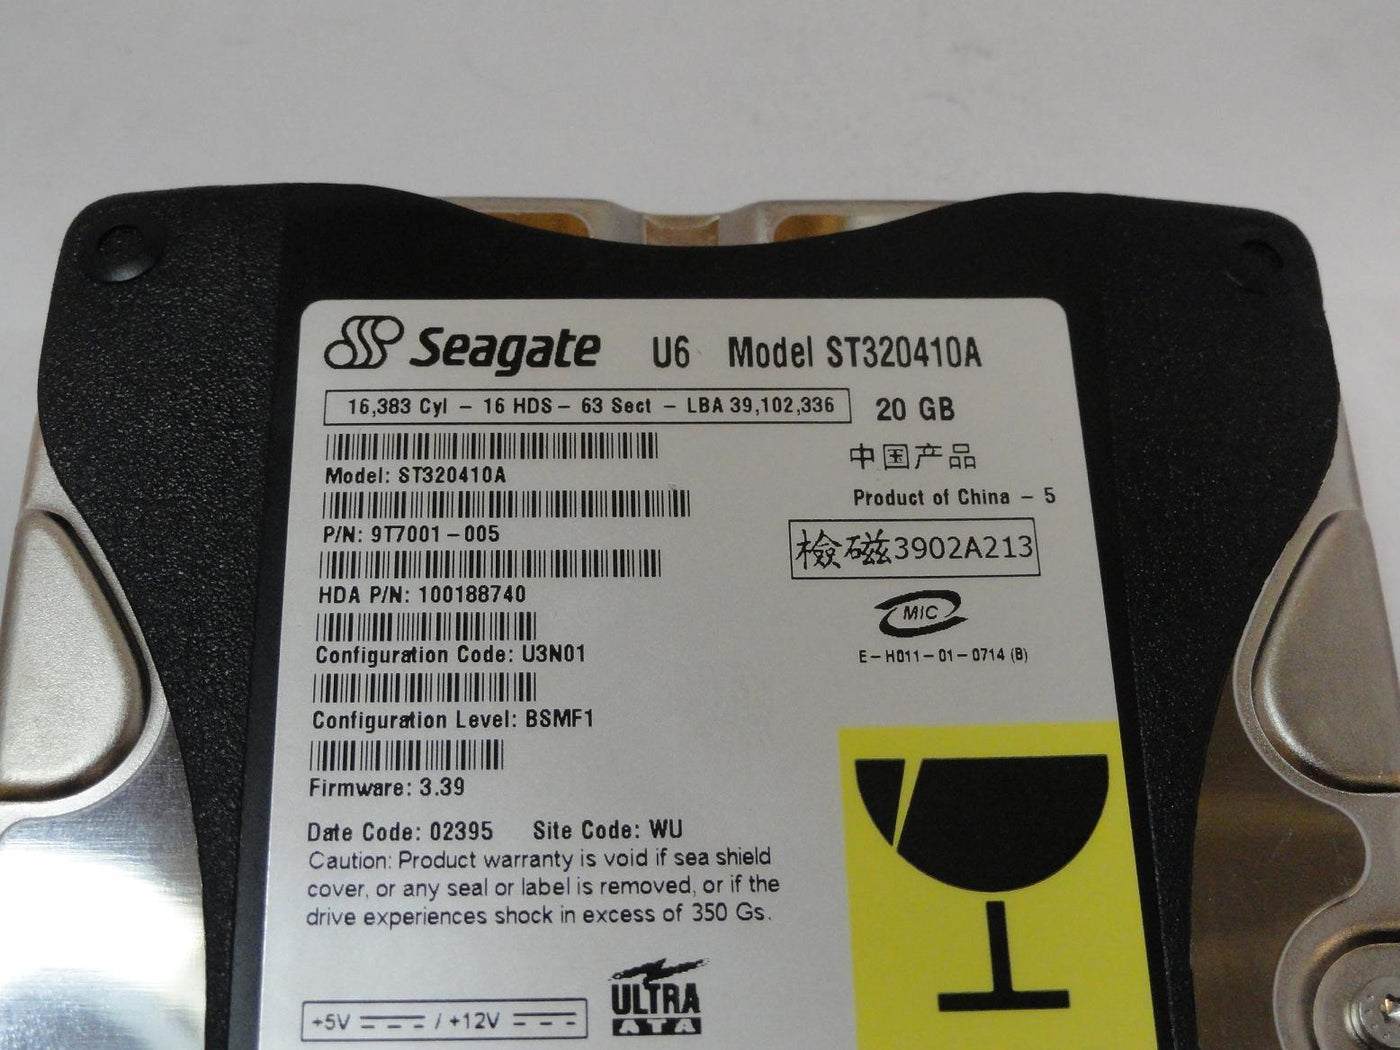 Seagate U6 Model ST320410A
16,383 Cyl - 16 HDS - 63 Sect - LBA 39,102,336 20 GB
中国产品
Model: ST320410A
Product of China - 5
P/N: 9T7001-005
檢磁3902A213
HDA P/N: 100188740
MIC
Configuration Code: U3N01
E-H011-01-0714 (B)
Configuration Level: BSMF1
Firmware: 3.39
Date Code: 02395 Site Code: WU
Caution: Product warranty is void if sea shield
cover, or any seal or label is removed, or if the
drive experiences shock in excess of 350 Gs.
ULTRA
ATA
+5V / +12V